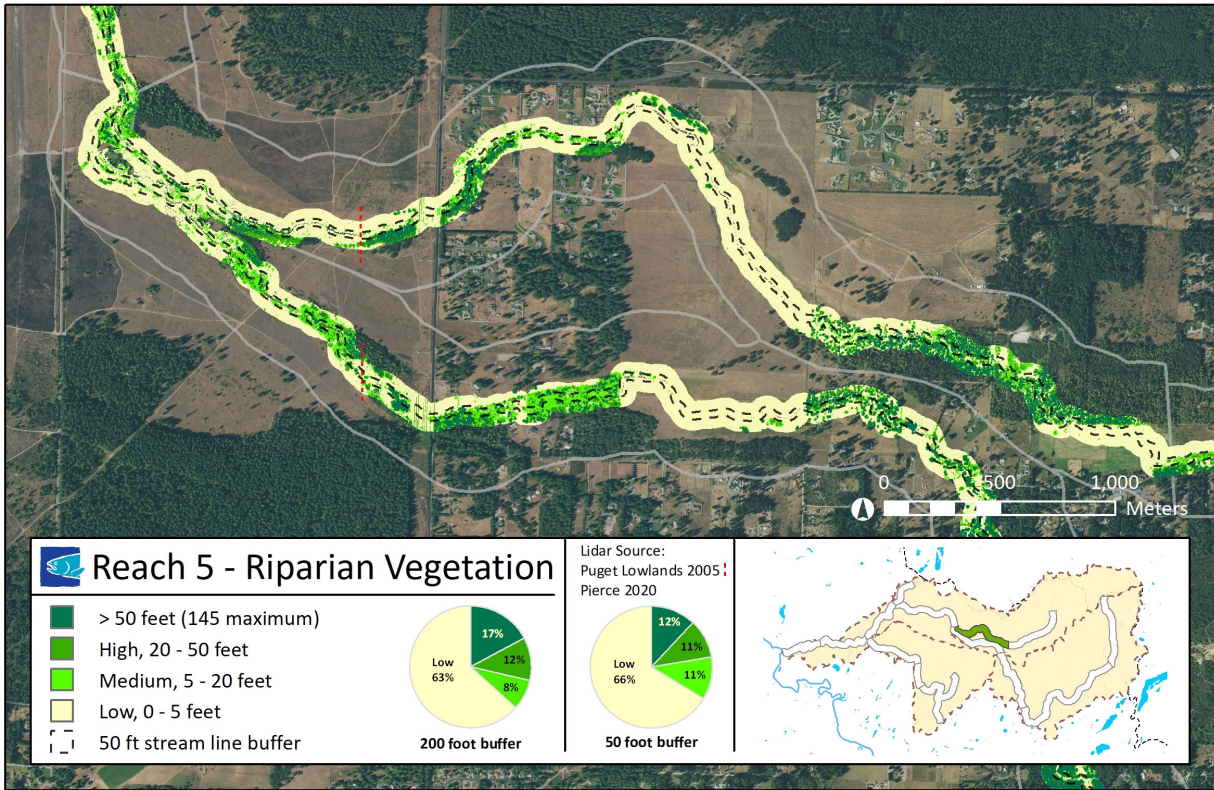 0 500 1,000
Meters
Reach 5 - Riparian Vegetation
> 50 feet (145 maximum)
High, 20 - 50 feet
Medium, 5 - 20 feet
Low, 0 - 5 feet
50 ft stream line buffer
17%
12%
8%
Low
63%
200 foot buffer
Lidar Source:
Puget Lowlands 2005
Pierce 2020
12%
11%
11%
Low
66%
50 foot buffer